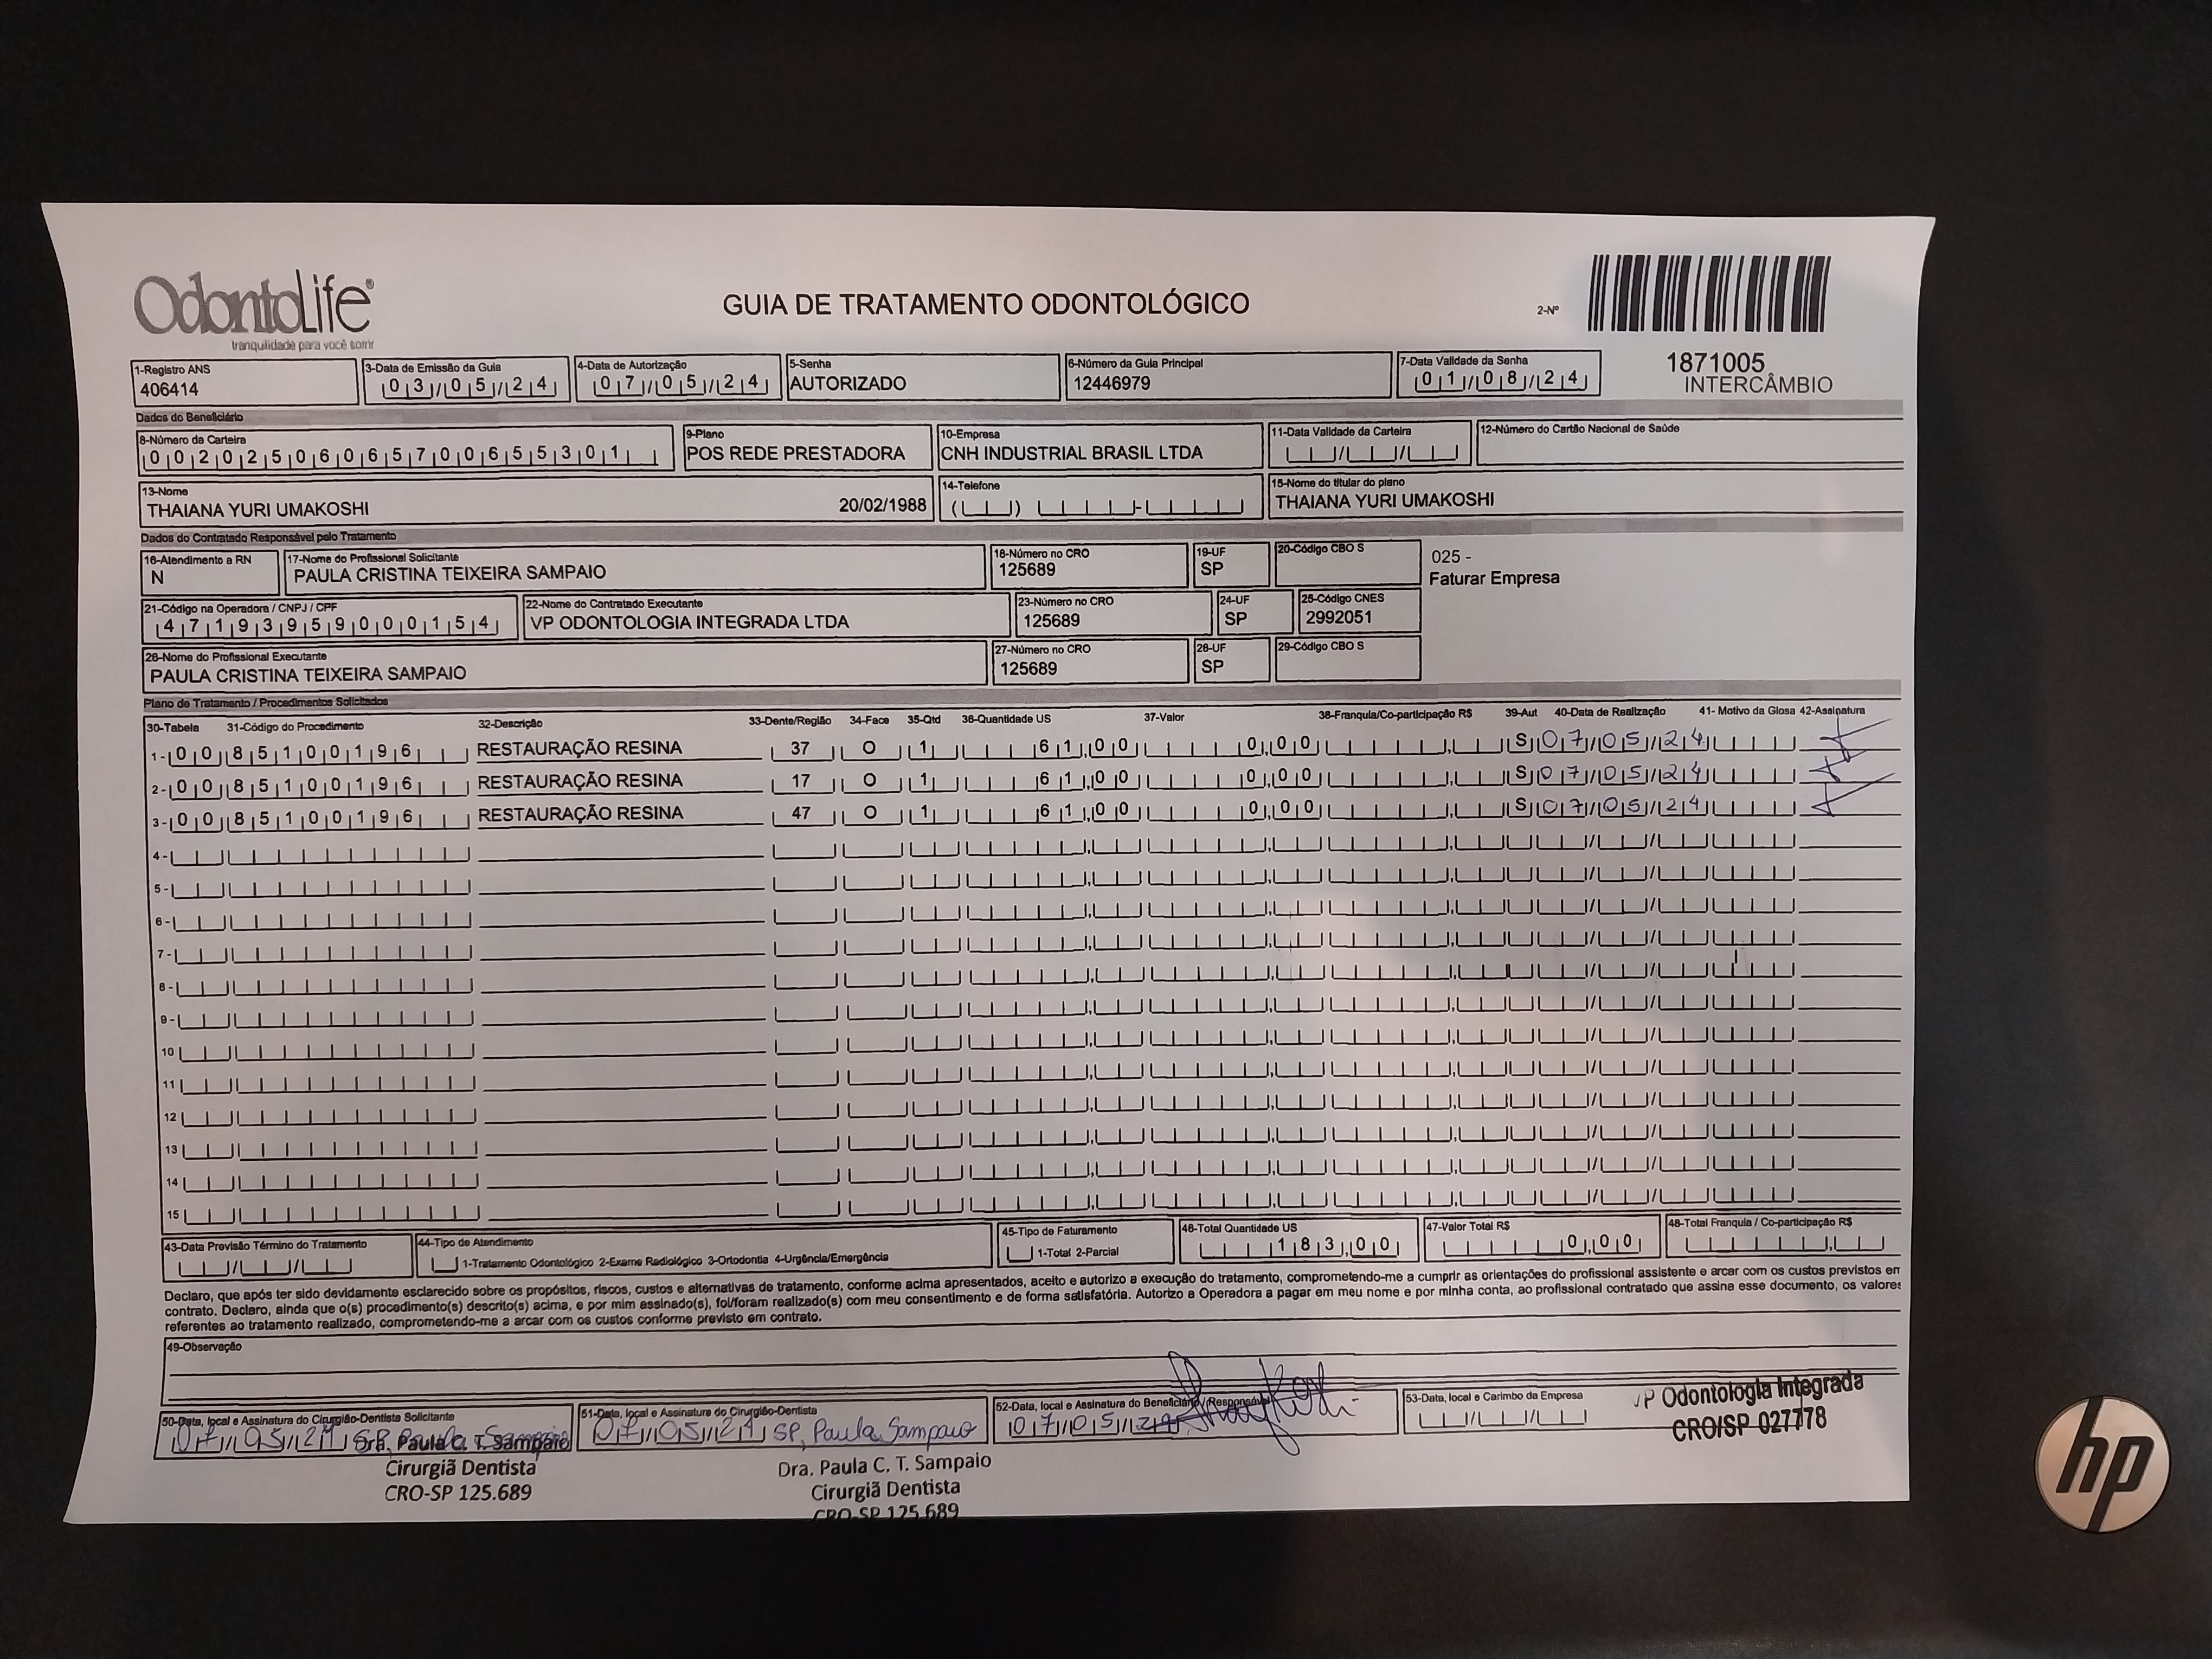 OdontoLife®
tranquilidade para você sorrir
GUIA DE TRATAMENTO ODONTOLÓGICO
2-Nº
1871005
INTERCÂMBIO
1-Registro ANS
406414
3-Data de Emissão da Guia
03/05/24
4-Data de Autorização
07/05/24
5-Senha
AUTORIZADO
6-Número da Guia Principal
12446979
7-Data Validade da Senha
01/08/24
Dados do Beneficiário
8-Número da Carteira
00202506065700655301
9-Plano
POS REDE PRESTADORA
10-Empresa
CNH INDUSTRIAL BRASIL LTDA
11-Data Validade da Carteira
12-Número do Cartão Nacional de Saúde
13-Nome
THAIANA YURI UMAKOSHI 20/02/1988
14-Telefone
15-Nome do titular do plano
THAIANA YURI UMAKOSHI
Dados do Contratado Responsável pelo Tratamento
16-Atendimento a RN
N
17-Nome do Profissional Solicitante
PAULA CRISTINA TEIXEIRA SAMPAIO
18-Número no CRO
125689
19-UF
SP
20-Código CBO S
025 -
Faturar Empresa
21-Código na Operadora / CNPJ / CPF
47193959000154
22-Nome do Contratado Executante
VP ODONTOLOGIA INTEGRADA LTDA
23-Número no CRO
125689
24-UF
SP
25-Código CNES
2992051
26-Nome do Profissional Executante
PAULA CRISTINA TEIXEIRA SAMPAIO
27-Número no CRO
125689
28-UF
SP
29-Código CBO S
Plano de Tratamento / Procedimentos Solicitados
30-Tabela 31-Código do Procedimento 32-Descrição 33-Dente/Região 34-Face 35-Qtd 36-Quantidade US 37-Valor 38-Franquia/Co-participação R$ 39-Aut 40-Data de Realização 41- Motivo da Glosa 42-Assinatura
1- 00 85100196 RESTAURAÇÃO RESINA 37 O 1 61,00 0,00 S 07/05/24
2- 00 85100196 RESTAURAÇÃO RESINA 17 O 1 61,00 0,00 S 07/05/24
3- 00 85100196 RESTAURAÇÃO RESINA 47 O 1 61,00 0,00 S 07/05/24
4-
5-
6-
7-
8-
9-
10
11
12
13
14
15
43-Data Previsão Término do Tratamento
44-Tipo de Atendimento
1-Tratamento Odontológico 2-Exame Radiológico 3-Ortodontia 4-Urgência/Emergência
45-Tipo de Faturamento
1-Total 2-Parcial
46-Total Quantidade US
183,00
47-Valor Total R$
0,00
48-Total Franquia / Co-participação R$
Declaro, que após ter sido devidamente esclarecido sobre os propósitos, riscos, custos e alternativas de tratamento, conforme acima apresentados, aceito e autorizo a execução do tratamento, comprometendo-me a cumprir as orientações do profissional assistente e arcar com os custos previstos em
contrato. Declaro, ainda que o(s) procedimento(s) descrito(s) acima, e por mim assinado(s), foi/foram realizado(s) com meu consentimento e de forma satisfatória. Autorizo a Operadora a pagar em meu nome e por minha conta, ao profissional contratado que assina esse documento, os valores
referentes ao tratamento realizado, comprometendo-me a arcar com os custos conforme previsto em contrato.
49-Observação
50-Data, local e Assinatura do Cirurgião-Dentista Solicitante
07/05/24 SP,
Dra. Paula C. T. Sampaio
Cirurgiã Dentista
CRO-SP 125.689
51-Data, local e Assinatura do Cirurgião-Dentista
07/05/24 SP, Paula Sampaio
Dra. Paula C. T. Sampaio
Cirurgiã Dentista
CRO-SP 125.689
52-Data, local e Assinatura do Beneficiário / Responsável
07/05/24
53-Data, local e Carimbo da Empresa
VP Odontologia Integrada
CRO/SP 027778
hp